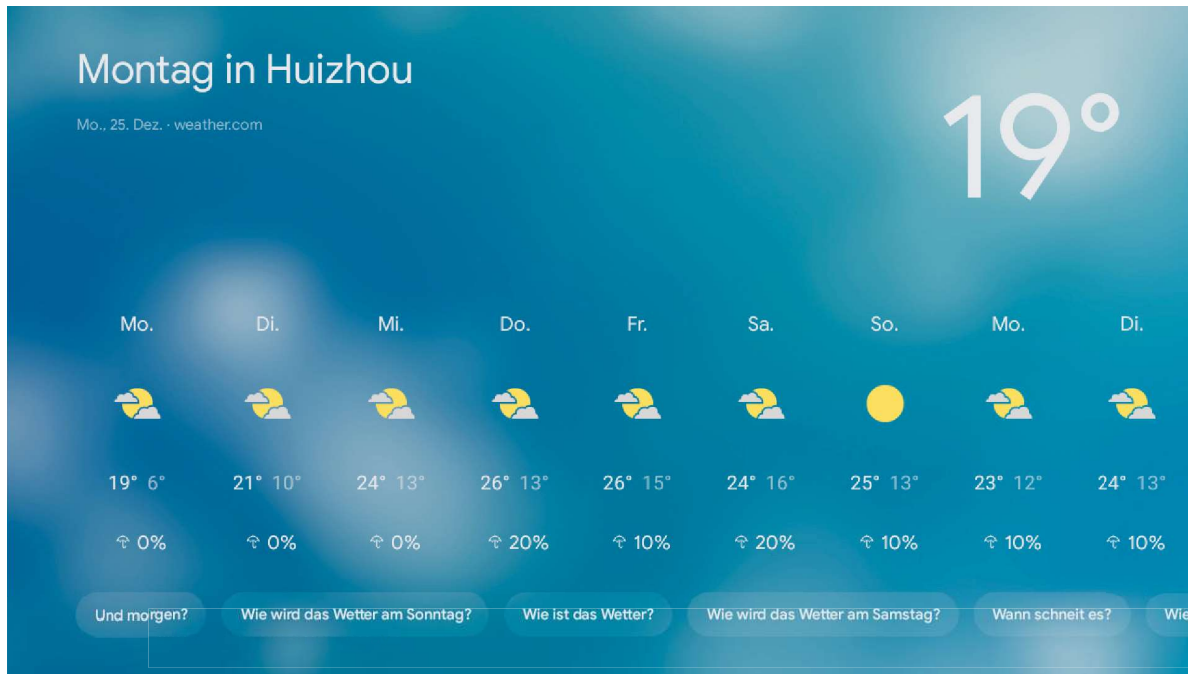 Montag in Huizhou
Mo., 25. Dez. · weather.com
19°
Mo. Di. Mi. Do. Fr. Sa. So. Mo. Di.
19° 6° 21° 10° 24° 13° 26° 13° 26° 15° 24° 16° 25° 13° 23° 12° 24° 13°
0% 0% 0% 20% 10% 20% 10% 10% 10%
Und morgen? Wie wird das Wetter am Sonntag? Wie ist das Wetter? Wie wird das Wetter am Samstag? Wann schneit es? Wie